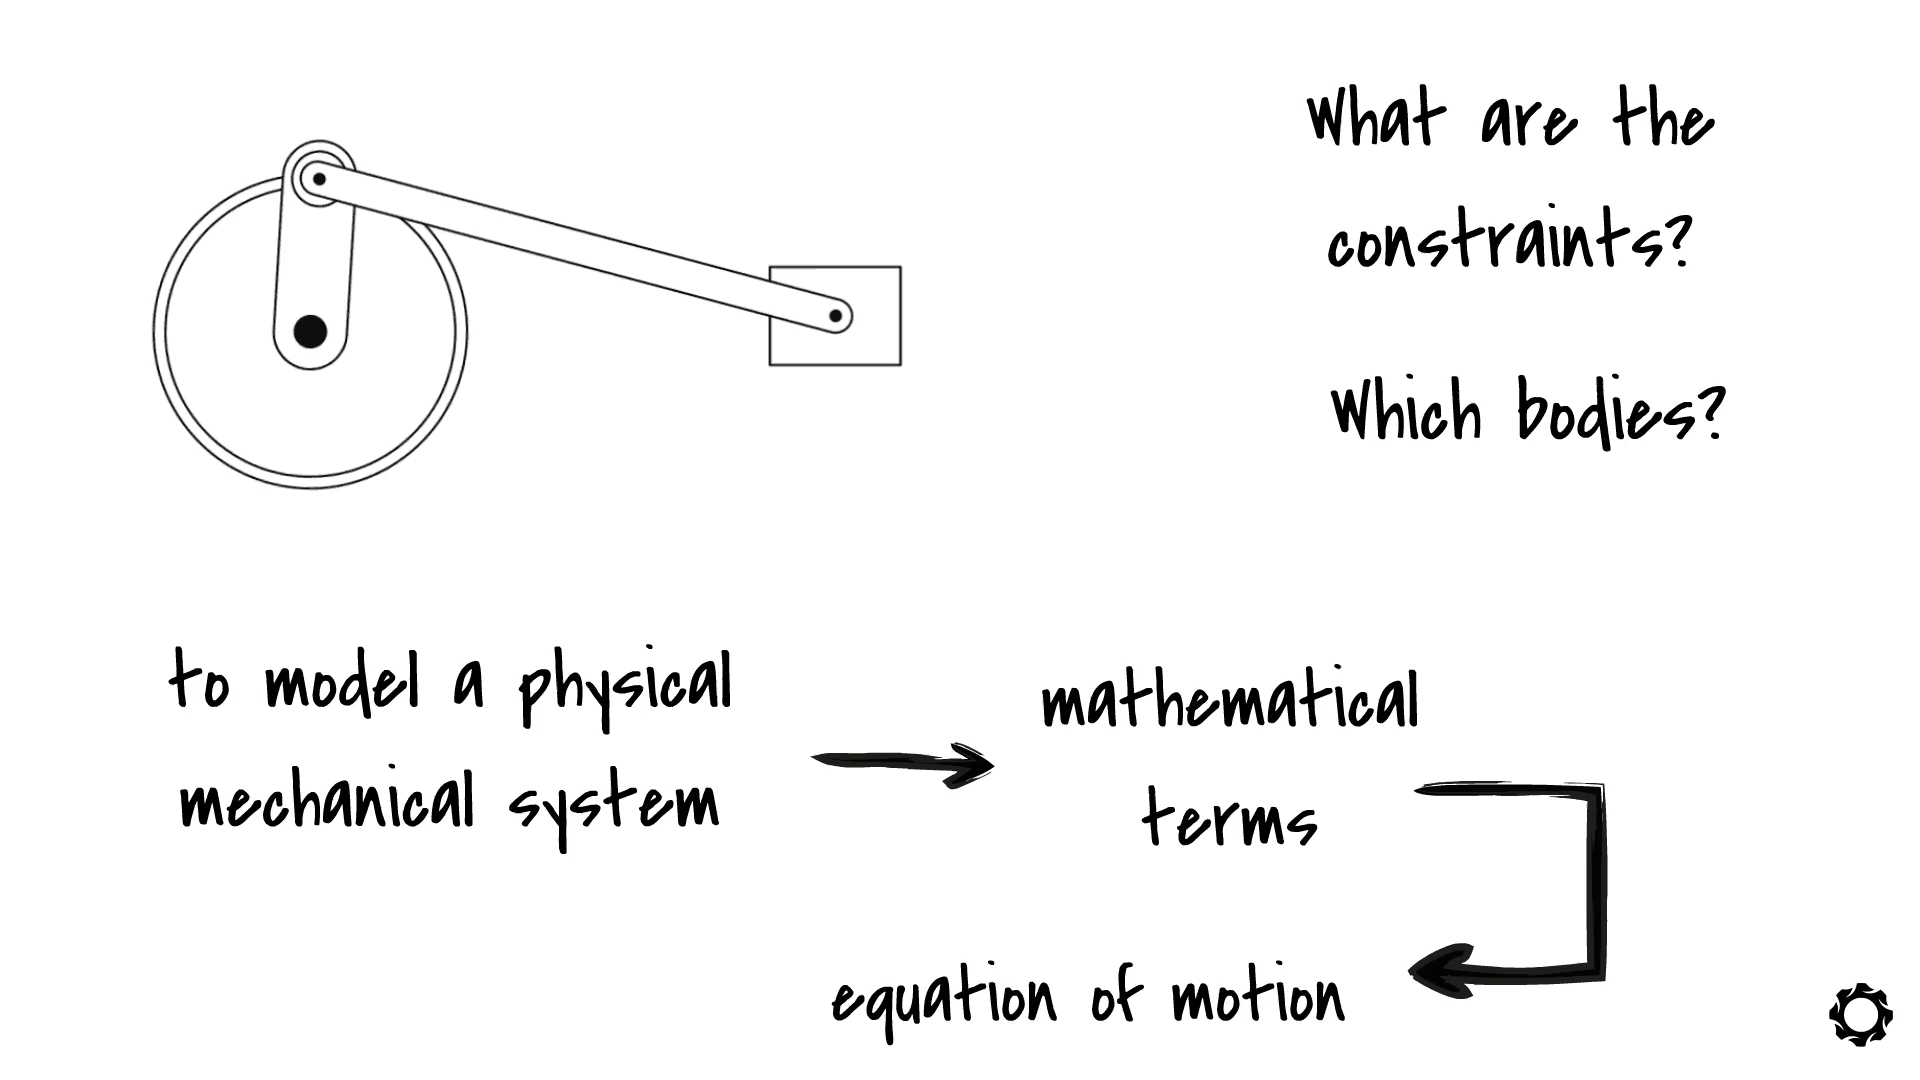 What are the
constraints?
Which bodies?
to model a physical
mechanical system
mathematical
terms
equation of motion